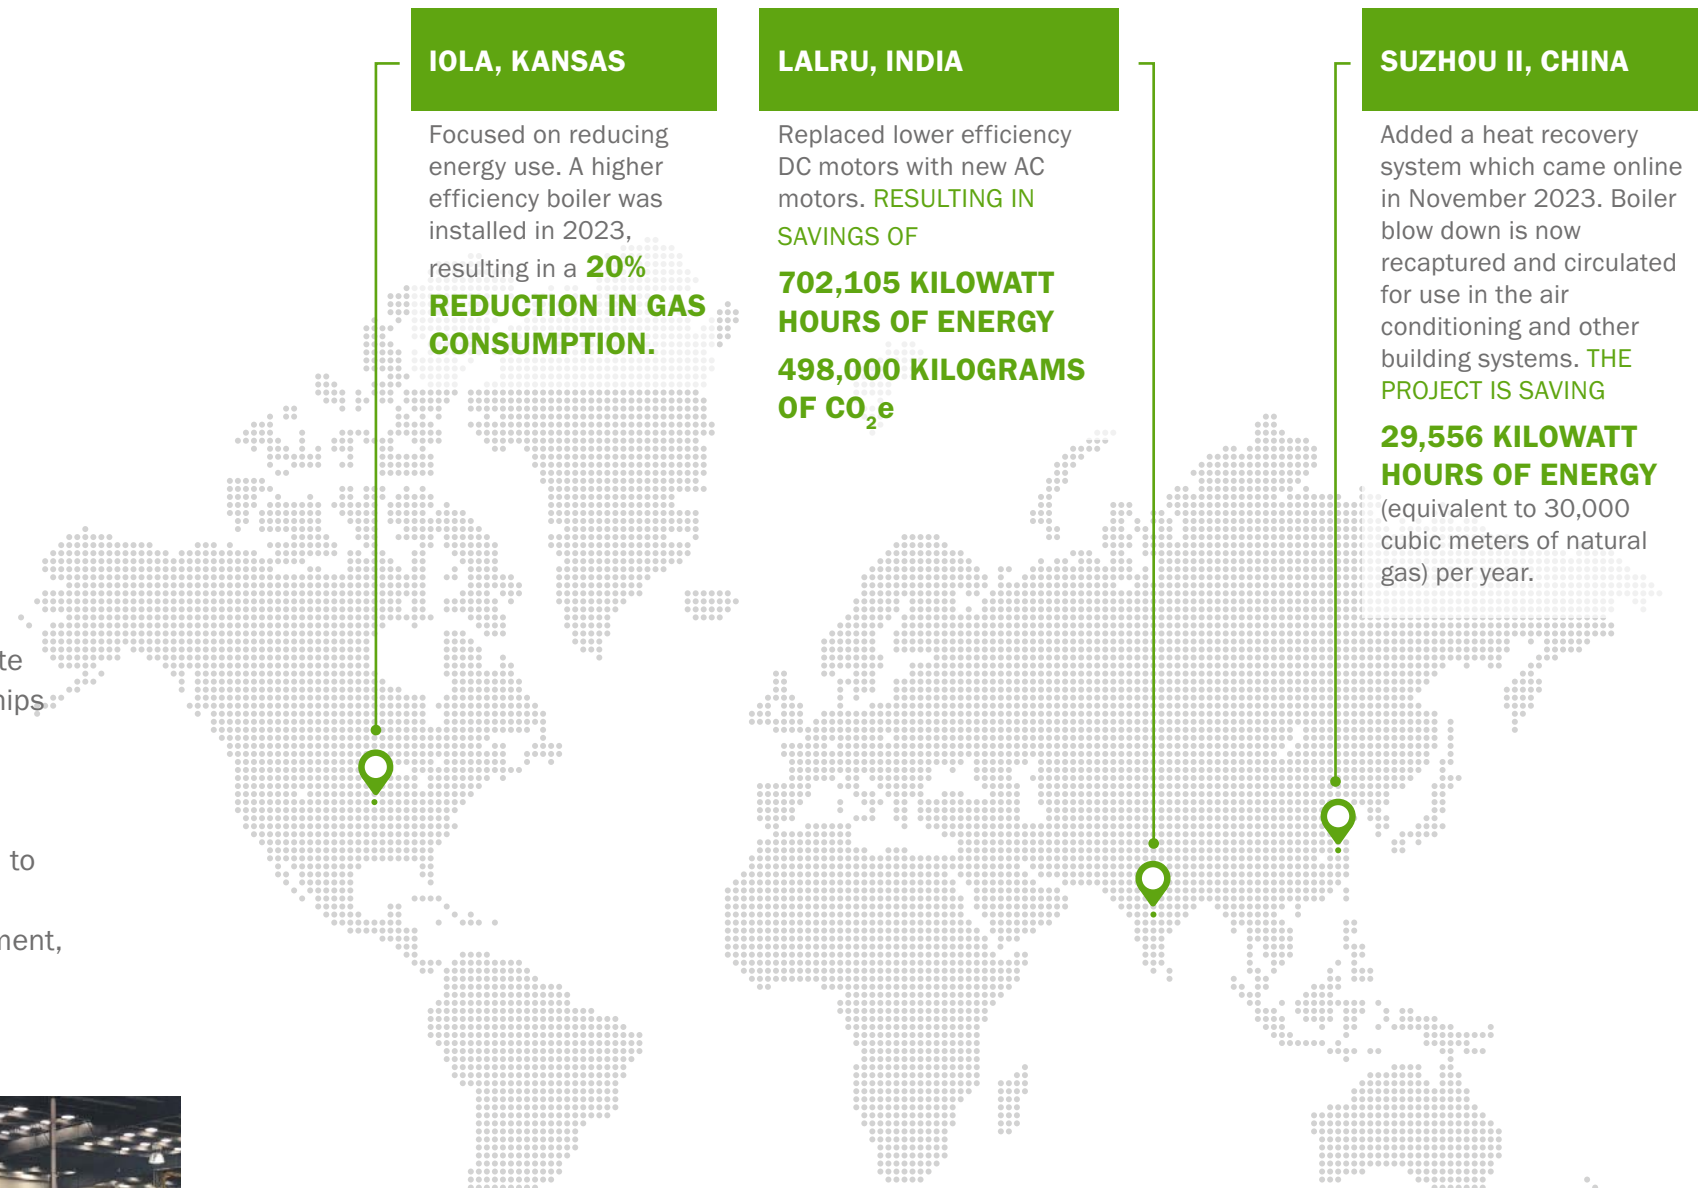 IOLA, KANSAS
Focused on reducing
energy use. A higher
efficiency boiler was
installed in 2023,
resulting in a 20%
REDUCTION IN GAS
CONSUMPTION.
LALRU, INDIA
Replaced lower efficiency
DC motors with new AC
motors. RESULTING IN
SAVINGS OF
702,105 KILOWATT
HOURS OF ENERGY
498,000 KILOGRAMS
OF CO₂e
SUZHOU II, CHINA
Added a heat recovery
system which came online
in November 2023. Boiler
blow down is now
recaptured and circulated
for use in the air
conditioning and other
building systems. THE
PROJECT IS SAVING
29,556 KILOWATT
HOURS OF ENERGY
(equivalent to 30,000
cubic meters of natural
gas) per year.
to